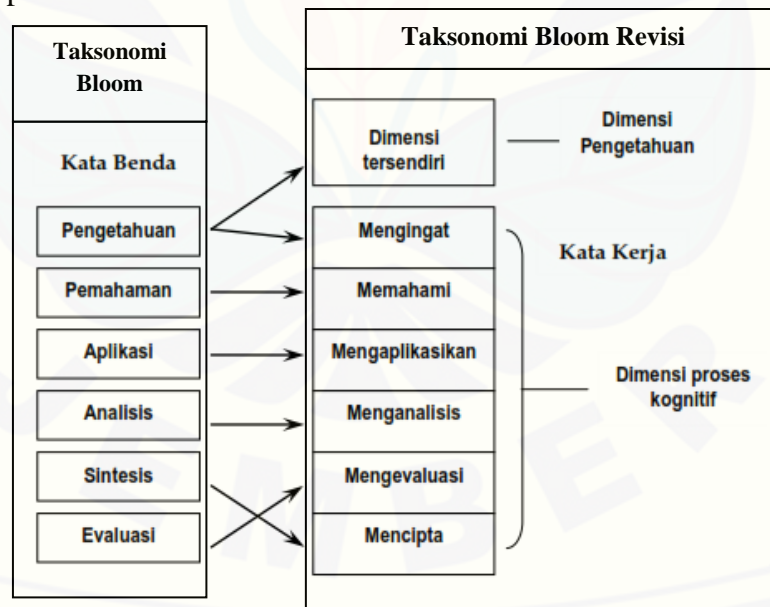 Taksonomi
Bloom
Taksonomi Bloom Revisi
Kata Benda
Pengetahuan
Pemahaman
Aplikasi
Analisis
Sintesis
Evaluasi
Dimensi
tersendiri
Mengingat
Memahami
Mengaplikasikan
Menganalisis
Mengevaluasi
Mencipta
Dimensi
Pengetahuan
Kata Kerja
Dimensi proses
kognitif
JEMBER